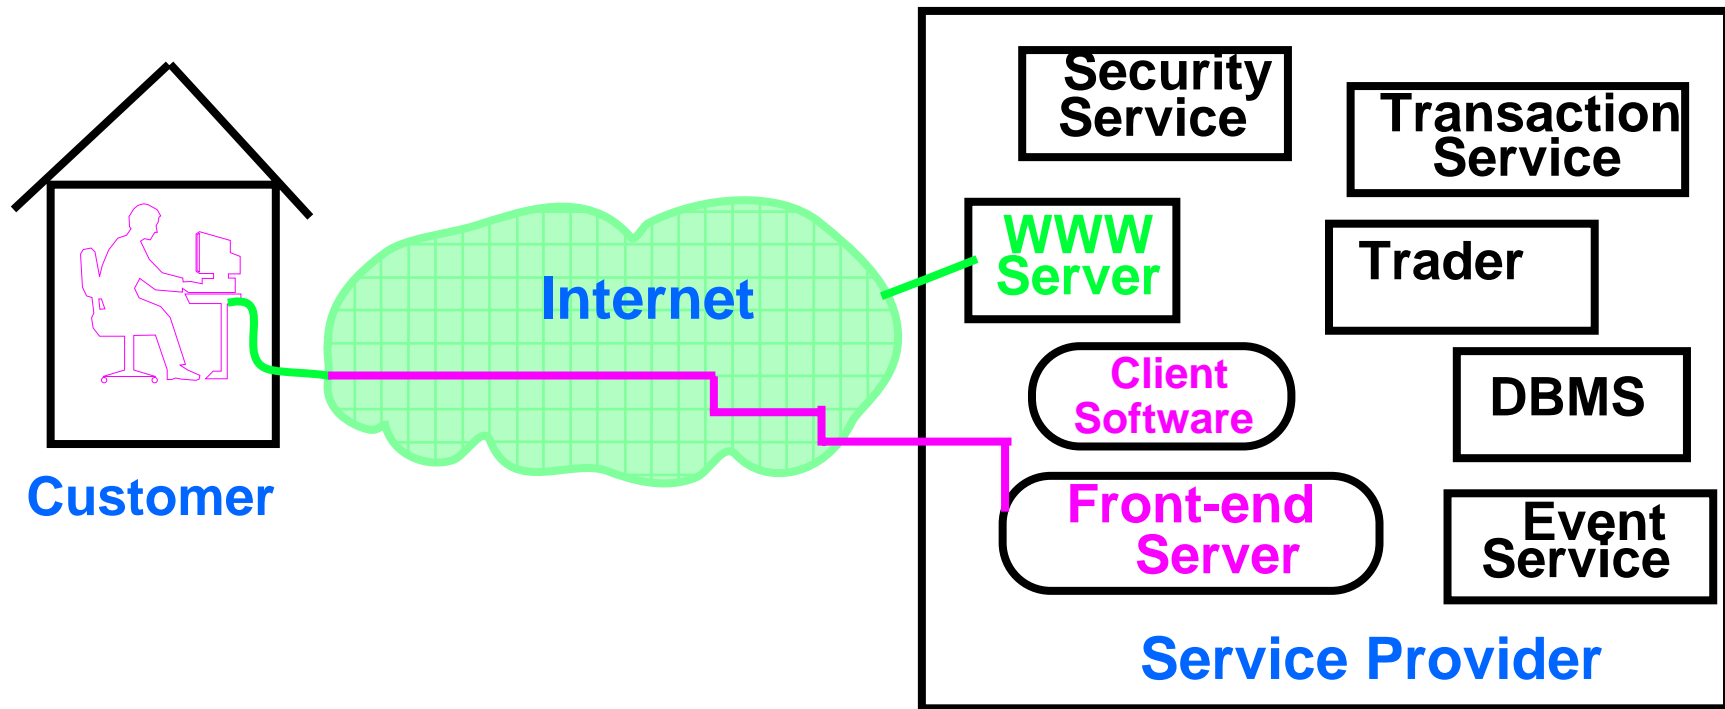 Security
Service
Transaction
Service
WWW
Server
Trader
Internet
Client
Software
DBMS
Customer
Front-end
Server
Event
Service
Service Provider